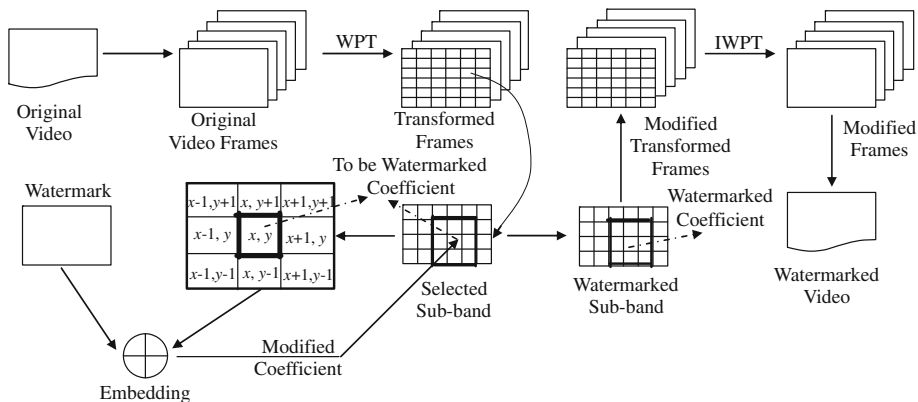 WPT
IWPT
Original
Video
Original
Video Frames
Transformed
Frames
Modified
Transformed
Frames
Modified
Frames
To be Watermarked
Coefficient
Watermark
x-1,y+1 x, y+1 x+1,y+1
x-1, y x, y x+1, y
x-1,y-1 x, y-1 x+1,y-1
Watermarked
Coefficient
Selected
Sub-band
Watermarked
Sub-band
Watermarked
Video
Modified
Coefficient
Embedding